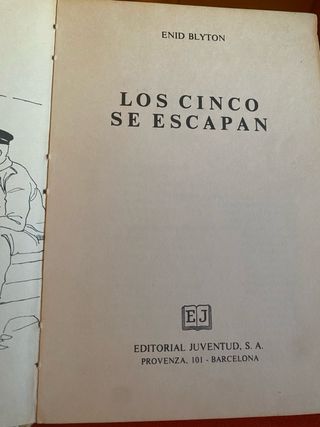 ENID BLYTON
LOS CINCO
SE ESCAPAN
EJ
EDITORIAL JUVENTUD, S. A.
PROVENZA, 101 - BARCELONA